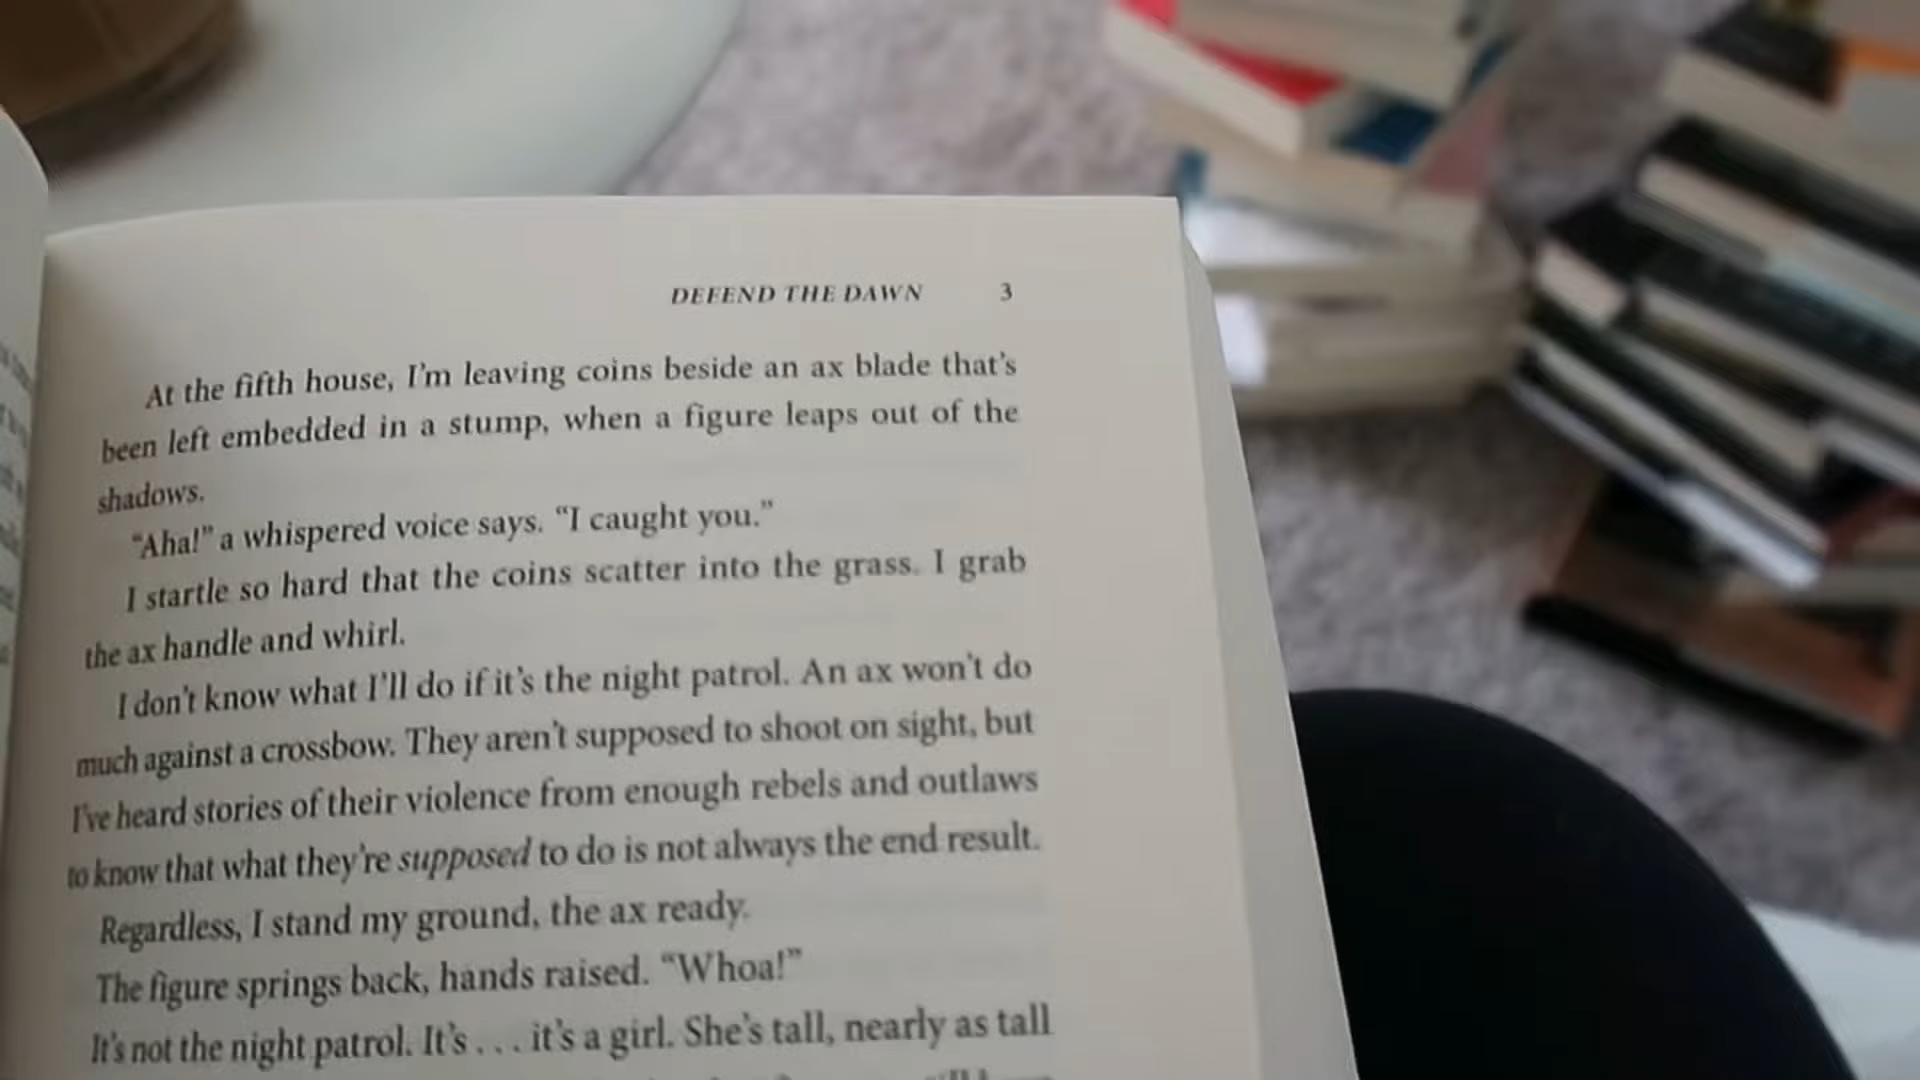 DEFEND THE DAWN 3
At the fifth house, I'm leaving coins beside an ax blade that's
been left embedded in a stump, when a figure leaps out of the
shadows.
“Aha!” a whispered voice says. “I caught you.”
I startle so hard that the coins scatter into the grass. I grab
the ax handle and whirl.
I don't know what I'll do if it's the night patrol. An ax won't do
much against a crossbow. They aren't supposed to shoot on sight, but
I've heard stories of their violence from enough rebels and outlaws
to know that what they're supposed to do is not always the end result.
Regardless, I stand my ground, the ax ready.
The figure springs back, hands raised. “Whoa!”
It's not the night patrol. It's . . . it's a girl. She's tall, nearly as tall